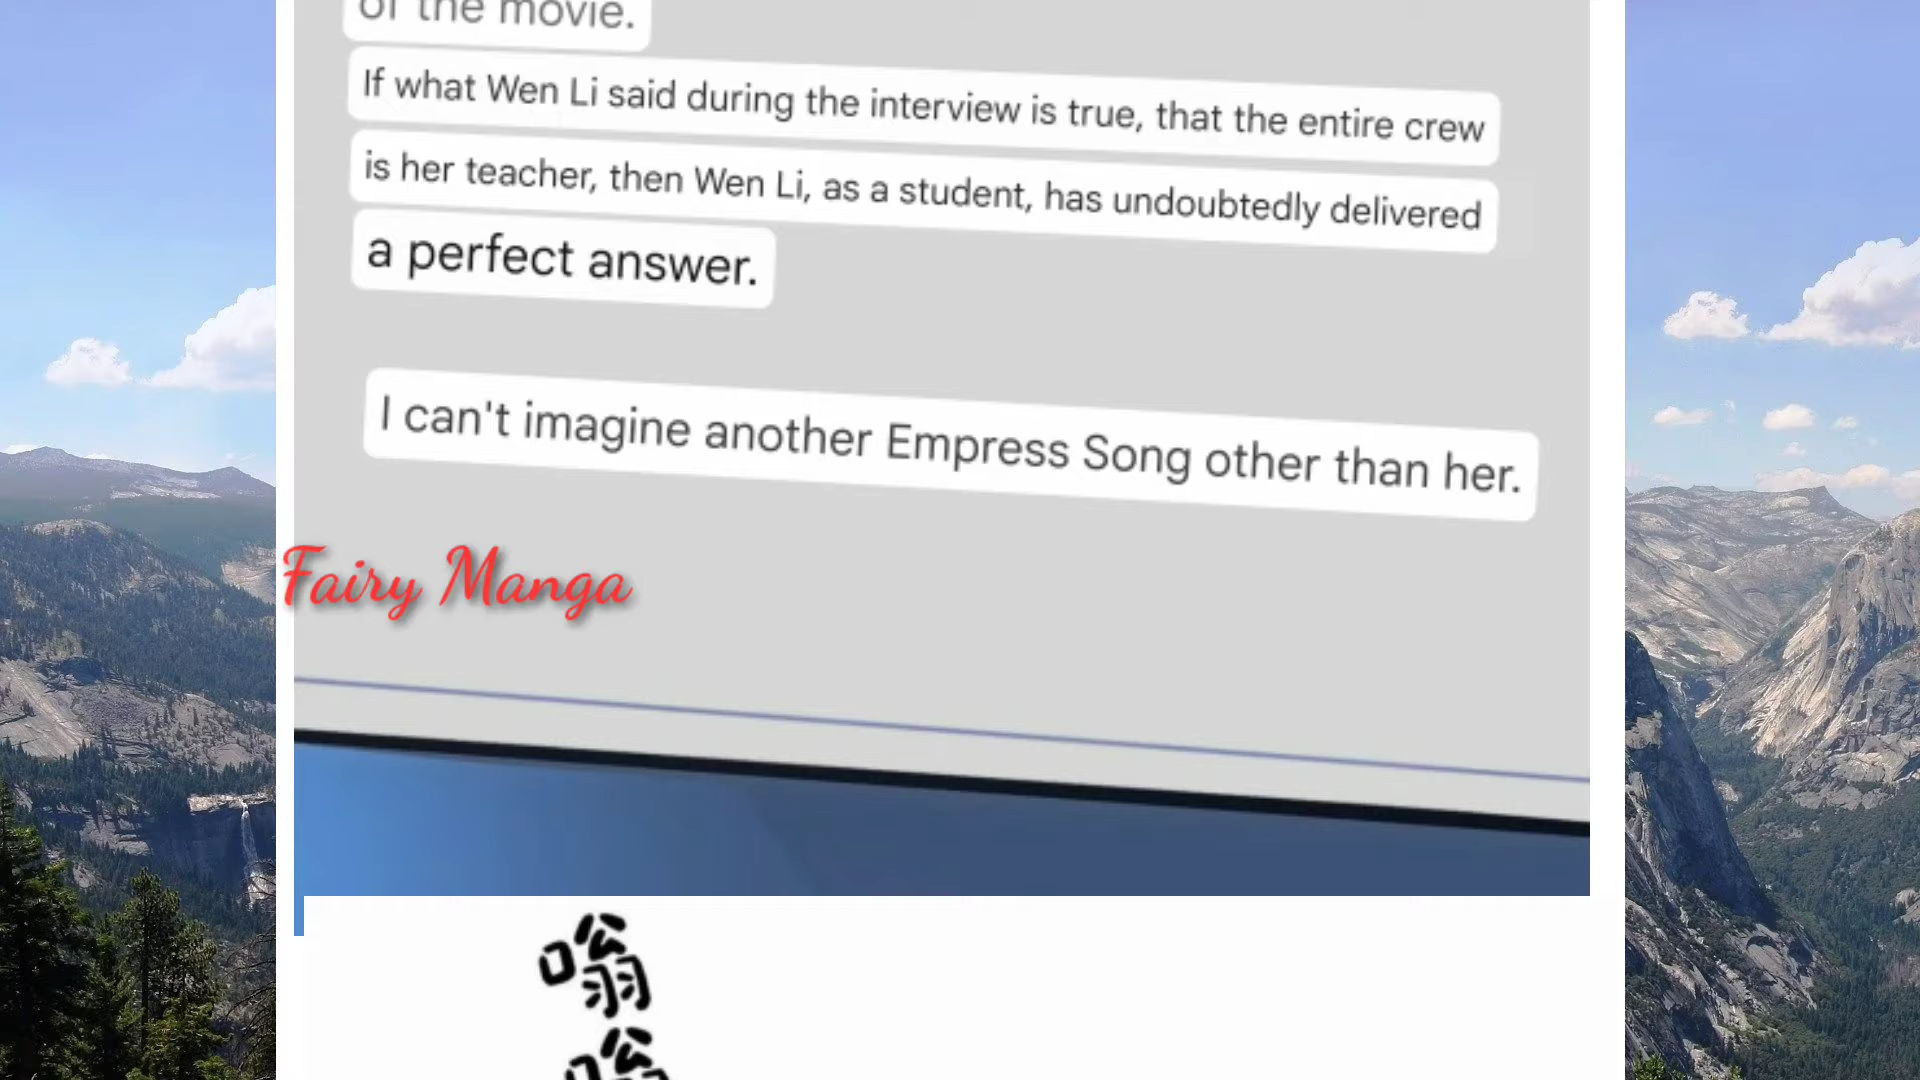 of the movie.
If what Wen Li said during the interview is true, that the entire crew
is her teacher, then Wen Li, as a student, has undoubtedly delivered
a perfect answer.
I can't imagine another Empress Song other than her.
Fairy Manga
嗡
嗡